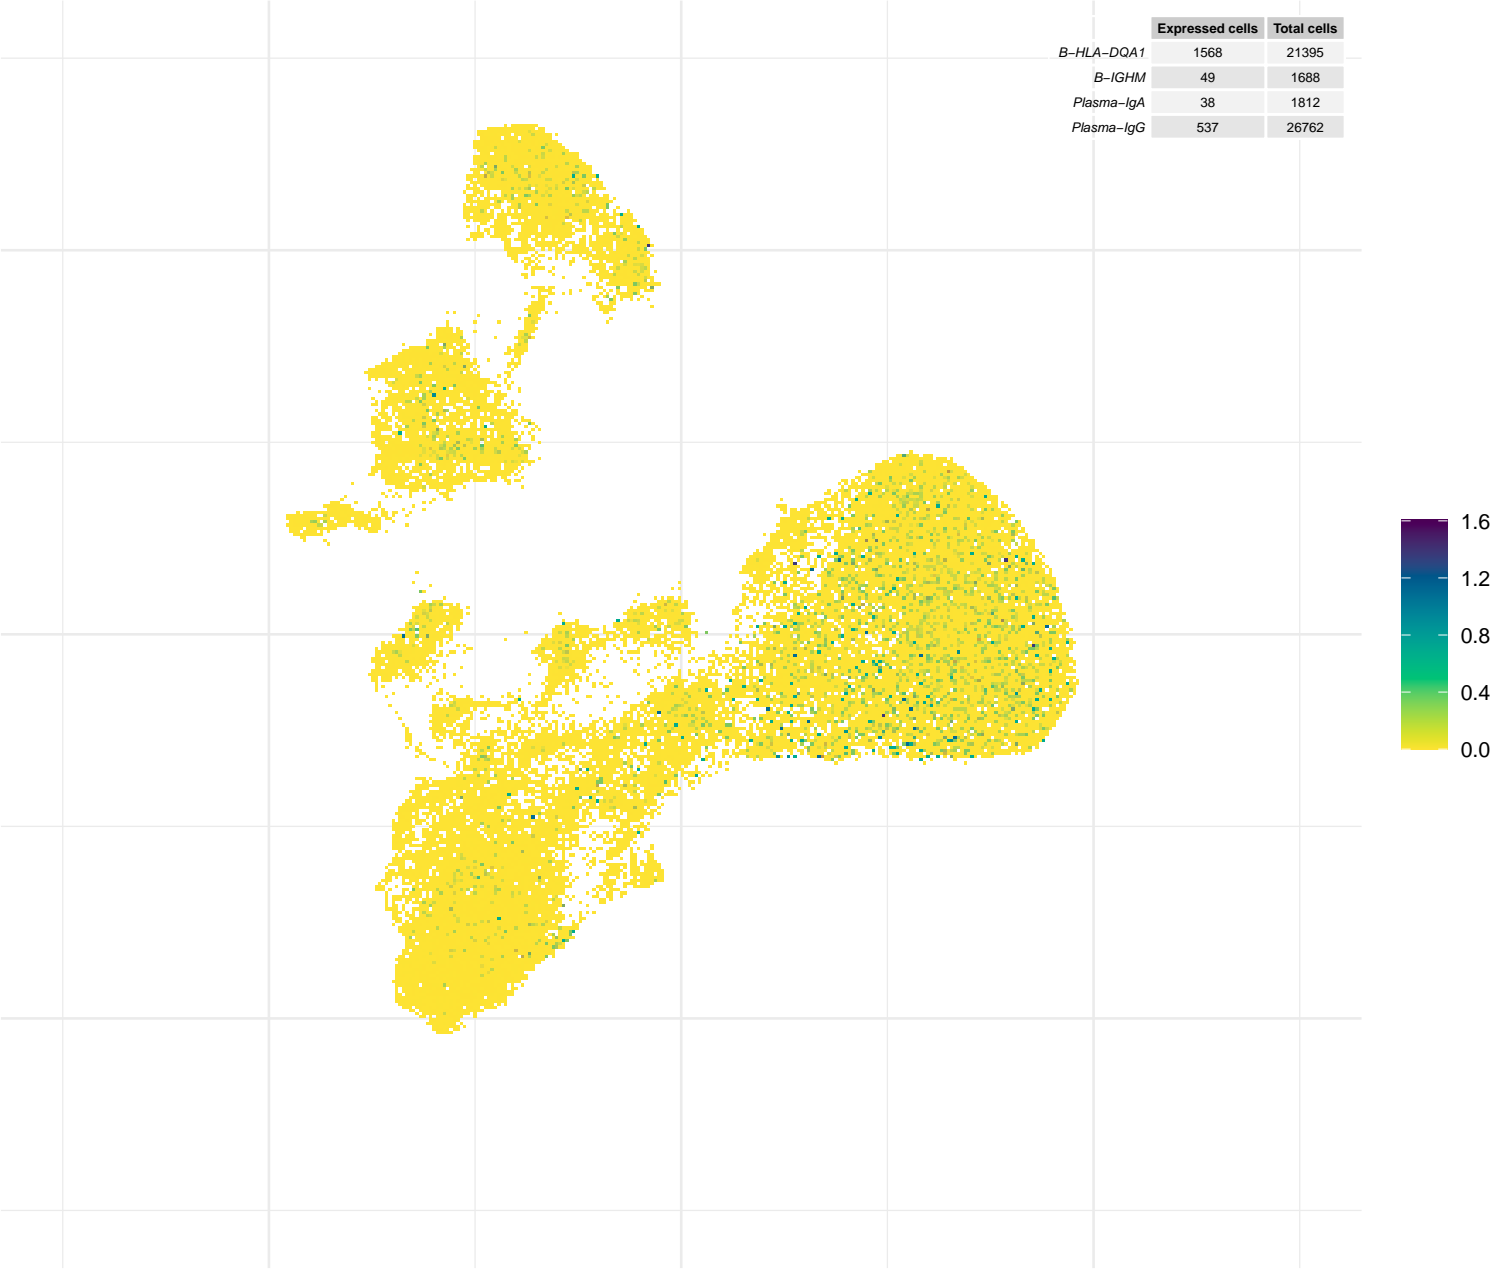 Expressed cells Total cells
B−HLA−DQA1 1568 21395
B−IGHM 49 1688
Plasma−IgA 38 1812
Plasma−IgG 537 26762
1.6
1.2
0.8
0.4
0.0